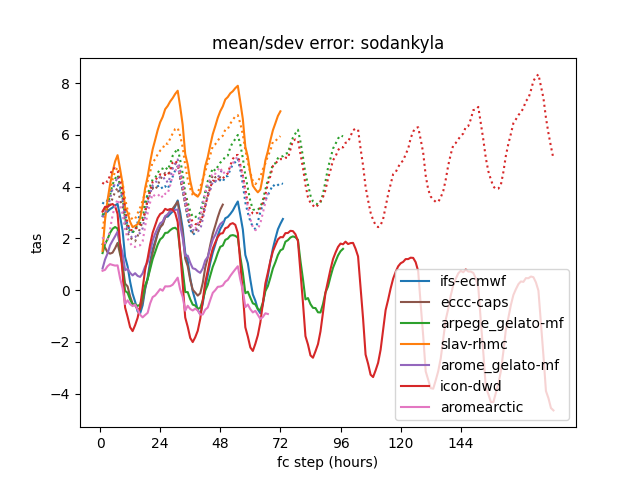 mean/sdev error: sodankyla
8
6
4
2
0
−2
−4
tas
0 24 48 72 96 120 144
fc step (hours)
ifs-ecmwf
eccc-caps
arpege_gelato-mf
slav-rhmc
arome_gelato-mf
icon-dwd
aromearctic